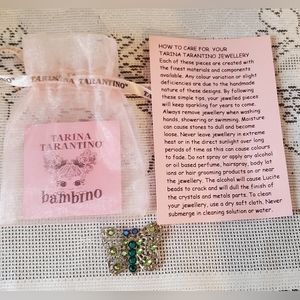 TARINA TARANTINO®
TARINA
TARANTINO®
bambino
HOW TO CARE FOR YOUR
TARINA TARANTINO JEWELLERY
Each of these pieces are created with
the finest materials and components
available. Any colour variation or slight
deficiencies are due to the handmade
nature of these designs. By following
these simple tips, your jewelled pieces
will keep sparkling for years to come.
Always remove jewellery when washing
hands, showering or swimming. Moisture
can cause stones to dull and become
loose. Never leave jewellery in extreme
heat or in the direct sunlight over long
periods of time as this can cause colours
to fade. Do not spray or apply any alcohol
or oil based perfume, hairspray, body lot
ions or hair grooming products on or near
the jewellery. The alcohol will cause Lucite
beads to crack and will dull the finish of
the crystals and metal parts. To clean
your jewellery, use a dry soft cloth. Never
submerge in cleaning solution or water.